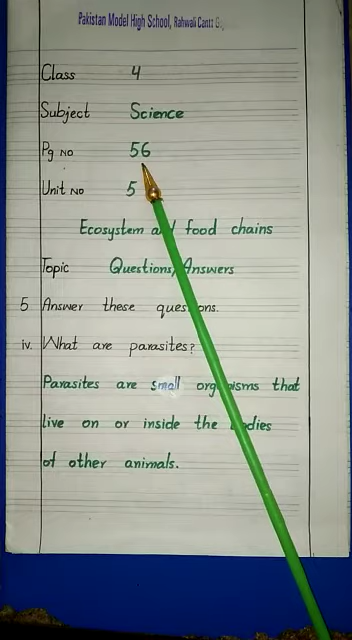 Pakistan Model High School, Rahwali Cantt
Class 4
Subject Science
Pg No 56
Unit No 5
Ecosystem and food chains
Topic Questions/Answers
5 Answer these questions.
iv. What are parasites?
Parasites are small organisms that
live on or inside the bodies
of other animals.